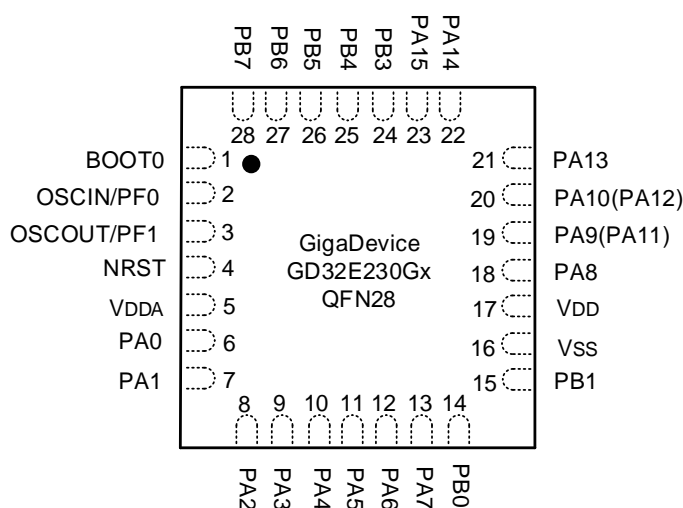 PB7 PB6 PB5 PB4 PB3 PA15 PA14
28 27 26 25 24 23 22
BOOT0 1 21 PA13
OSCIN/PF0 2 20 PA10(PA12)
OSCOUT/PF1 3 19 PA9(PA11)
NRST 4 18 PA8
VDDA 5 17 VDD
PA0 6 16 VSS
PA1 7 15 PB1
GigaDevice
GD32E230Gx
QFN28
8 9 10 11 12 13 14
PA2 PA3 PA4 PA5 PA6 PA7 PB0